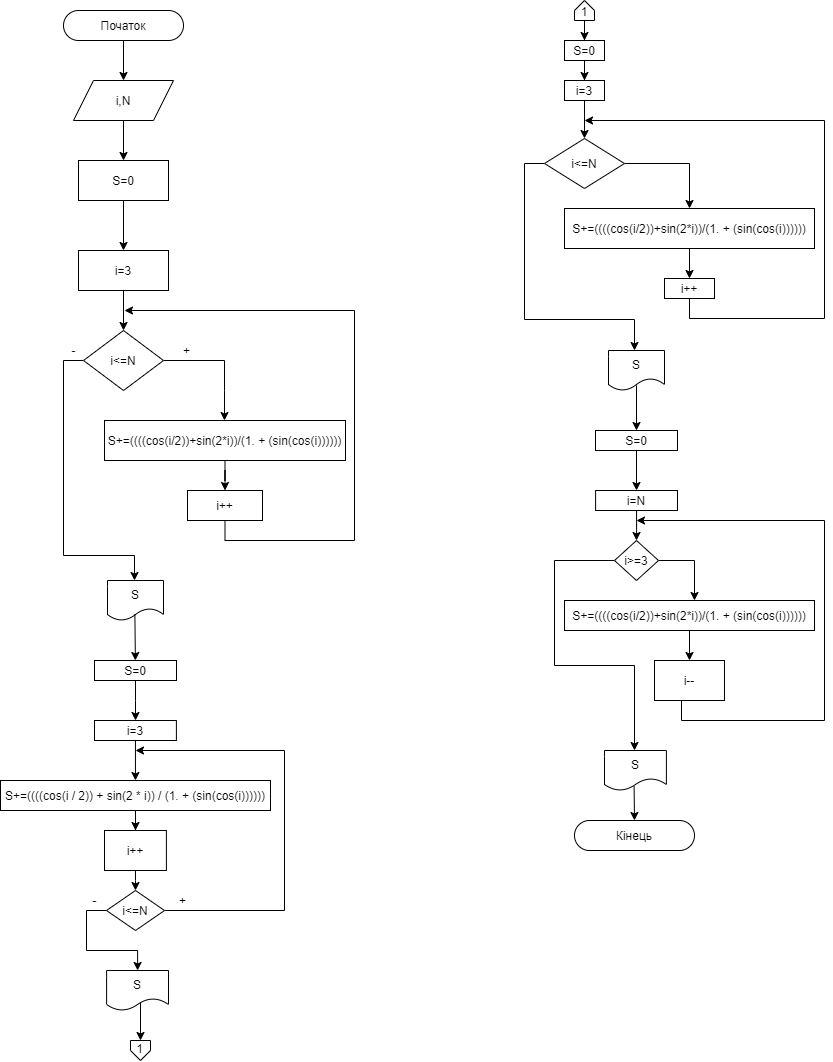 Початок
i,N
S=0
i=3
i<=N
-
+
S+=((((cos(i/2))+sin(2*i))/(1. + (sin(cos(i))))))
i++
S
S=0
i=3
S+=((((cos(i / 2)) + sin(2 * i)) / (1. + (sin(cos(i))))))
i++
i<=N
-
+
S
1
1
S=0
i=3
i<=N
S+=((((cos(i/2))+sin(2*i))/(1. + (sin(cos(i))))))
i++
S
S=0
i=N
i>=3
S+=((((cos(i/2))+sin(2*i))/(1. + (sin(cos(i))))))
i--
S
Кінець